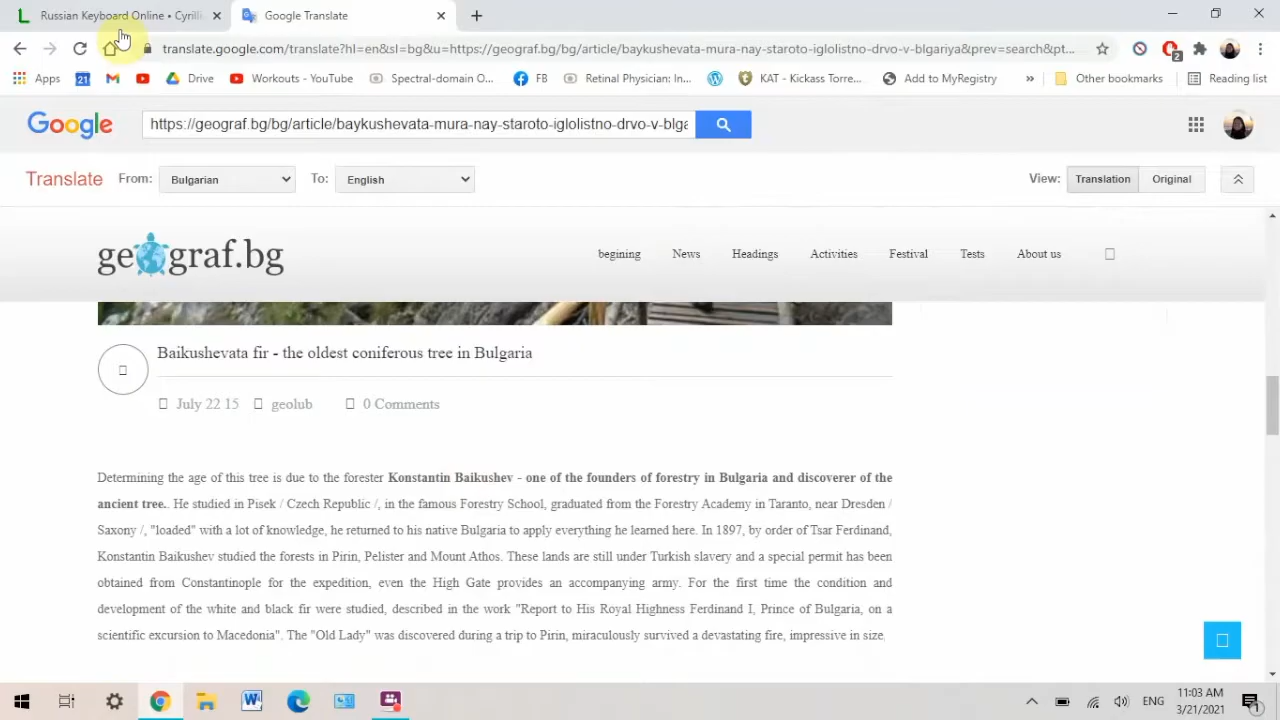 Russian Keyboard Online • Cyrilli
Google Translate
translate.google.com/translate?hl=en&sl=bg&u=https://geograf.bg/bg/article/baykushevata-mura-nay-staroto-iglolistno-drvo-v-blgariya&prev=search&pt...
2
Apps
21
Drive
Workouts - YouTube
Spectral-domain O...
FB
Retinal Physician: In...
KAT - Kickass Torre...
Add to MyRegistry
»
Other bookmarks
Reading list
Google
https://geograf.bg/bg/article/baykushevata-mura-nay-staroto-iglolistno-drvo-v-blga
Translate From: Bulgarian To: English View: Translation Original
geograf.bg
begining News Headings Activities Festival Tests About us
Baikushevata fir - the oldest coniferous tree in Bulgaria
July 22 15 geolub 0 Comments
Determining the age of this tree is due to the forester Konstantin Baikushev - one of the founders of forestry in Bulgaria and discoverer of the
ancient tree.. He studied in Pisek / Czech Republic /, in the famous Forestry School, graduated from the Forestry Academy in Taranto, near Dresden /
Saxony /, "loaded" with a lot of knowledge, he returned to his native Bulgaria to apply everything he learned here. In 1897, by order of Tsar Ferdinand,
Konstantin Baikushev studied the forests in Pirin, Pelister and Mount Athos. These lands are still under Turkish slavery and a special permit has been
obtained from Constantinople for the expedition, even the High Gate provides an accompanying army. For the first time the condition and
development of the white and black fir were studied, described in the work "Report to His Royal Highness Ferdinand I, Prince of Bulgaria, on a
scientific excursion to Macedonia". The "Old Lady" was discovered during a trip to Pirin, miraculously survived a devastating fire, impressive in size,
ENG
11:03 AM
3/21/2021
1